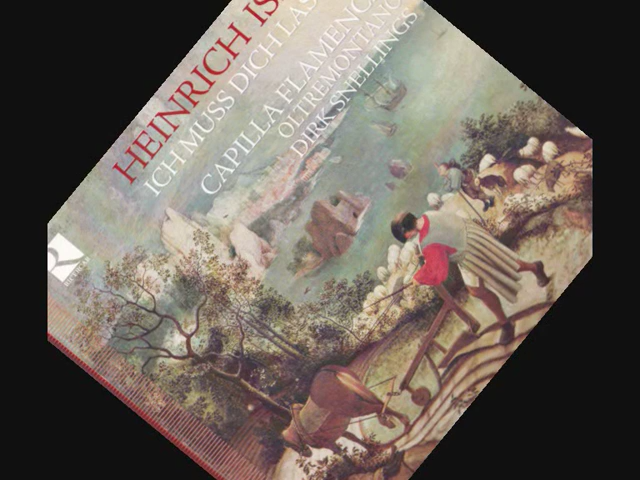 HEINRICH IS
ICH MUSS DICH LAS
CAPILLA FLAMENC
OLTREMONTANO
DIRK SNELLINGS
R